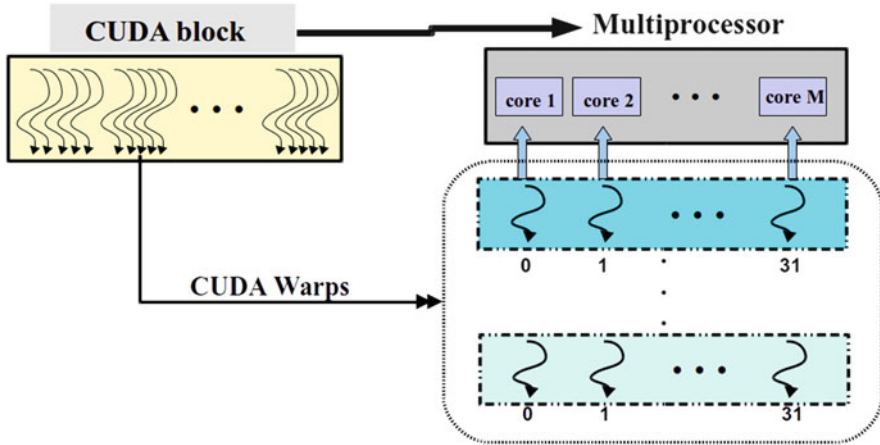 CUDA block
Multiprocessor
core 1 core 2 • • • core M
• • •
• • •
0 1 31
CUDA Warps
• • •
0 1 31